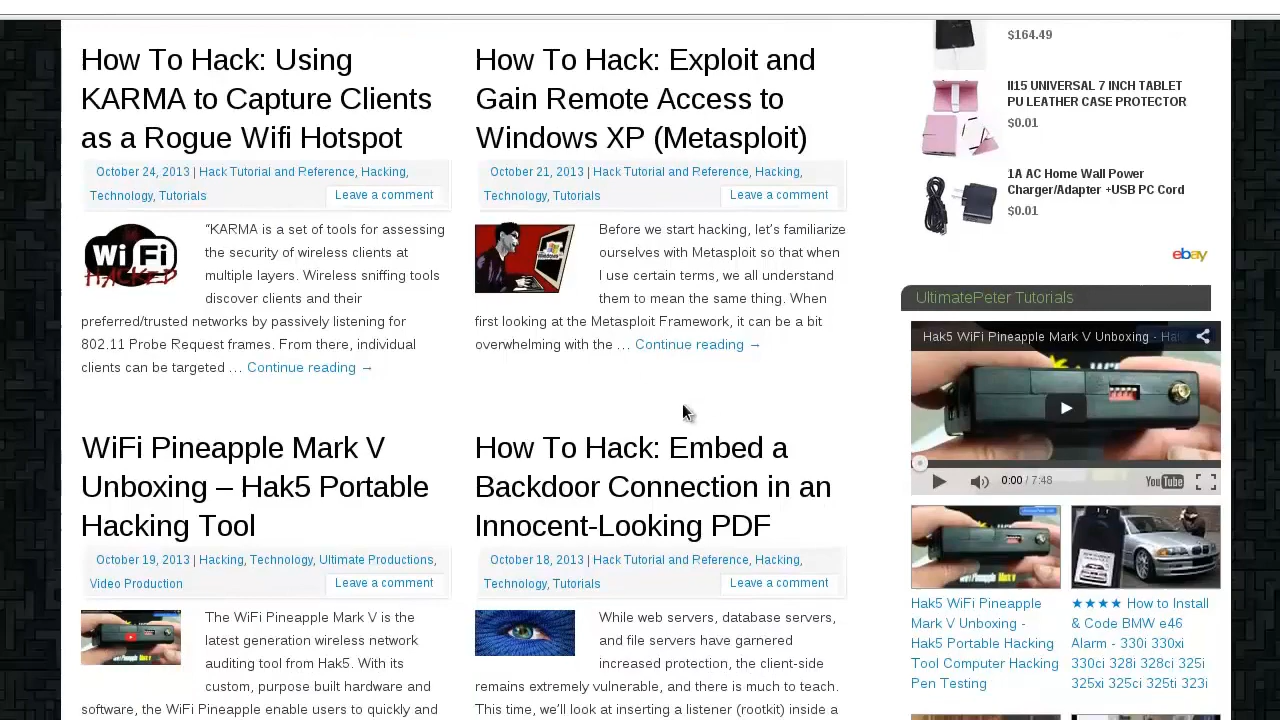 How To Hack: Using
KARMA to Capture Clients
as a Rogue Wifi Hotspot
October 24, 2013 | Hack Tutorial and Reference, Hacking,
Technology, Tutorials
Leave a comment
WiFi
HACKED
"KARMA is a set of tools for assessing
the security of wireless clients at
multiple layers. Wireless sniffing tools
discover clients and their
preferred/trusted networks by passively listening for
802.11 Probe Request frames. From there, individual
clients can be targeted … Continue reading →
How To Hack: Exploit and
Gain Remote Access to
Windows XP (Metasploit)
October 21, 2013 | Hack Tutorial and Reference, Hacking,
Technology, Tutorials
Leave a comment
Before we start hacking, let's familiarize
ourselves with Metasploit so that when
I use certain terms, we all understand
them to mean the same thing. When
first looking at the Metasploit Framework, it can be a bit
overwhelming with the … Continue reading →
WiFi Pineapple Mark V
Unboxing – Hak5 Portable
Hacking Tool
October 19, 2013 | Hacking, Technology, Ultimate Productions,
Video Production
Leave a comment
The WiFi Pineapple Mark V is the
latest generation wireless network
auditing tool from Hak5. With its
custom, purpose built hardware and
software, the WiFi Pineapple enable users to quickly and
How To Hack: Embed a
Backdoor Connection in an
Innocent-Looking PDF
October 18, 2013 | Hack Tutorial and Reference, Hacking,
Technology, Tutorials
Leave a comment
While web servers, database servers,
and file servers have garnered
increased protection, the client-side
remains extremely vulnerable, and there is much to teach.
This time, we'll look at inserting a listener (rootkit) inside a
$164.49
II15 UNIVERSAL 7 INCH TABLET
PU LEATHER CASE PROTECTOR
$0.01
1A AC Home Wall Power
Charger/Adapter +USB PC Cord
$0.01
ebay
UltimatePeter Tutorials
Hak5 WiFi Pineapple Mark V Unboxing - Hak
0:00 / 7:48
YouTube
Hak5 WiFi Pineapple
Mark V Unboxing -
Hak5 Portable Hacking
Tool Computer Hacking
Pen Testing
★★★★ How to Install
& Code BMW e46
Alarm - 330i 330xi
330ci 328i 328ci 325i
325xi 325ci 325ti 323i